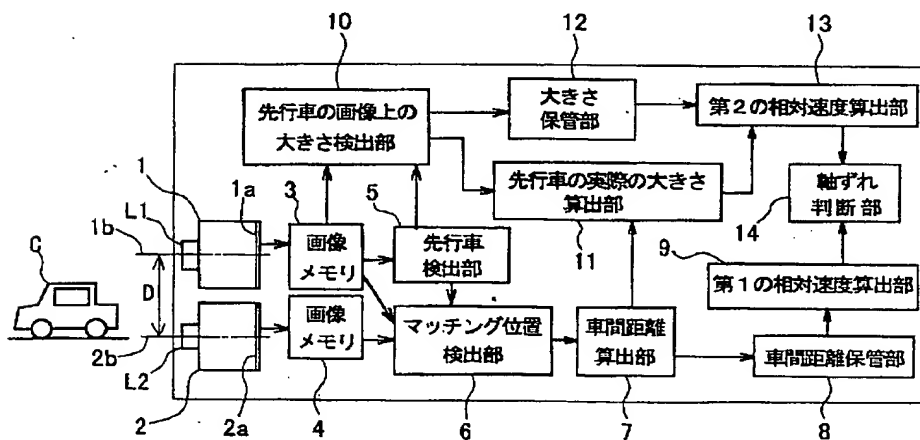 10
12
13
先行車の画像上の
大きさ検出部
大きさ
保管部
第2の相対速度算出部
1
1a
3
5
先行車の実際の大きさ
算出部
11
軸ずれ
判断部
14
L1
1b
画像
メモリ
先行車
検出部
9
第1の相対速度算出部
C
D
2b
L2
画像
メモリ
マッチング位置
検出部
車間距離
算出部
車間距離保管部
2
2a
4
6
7
8